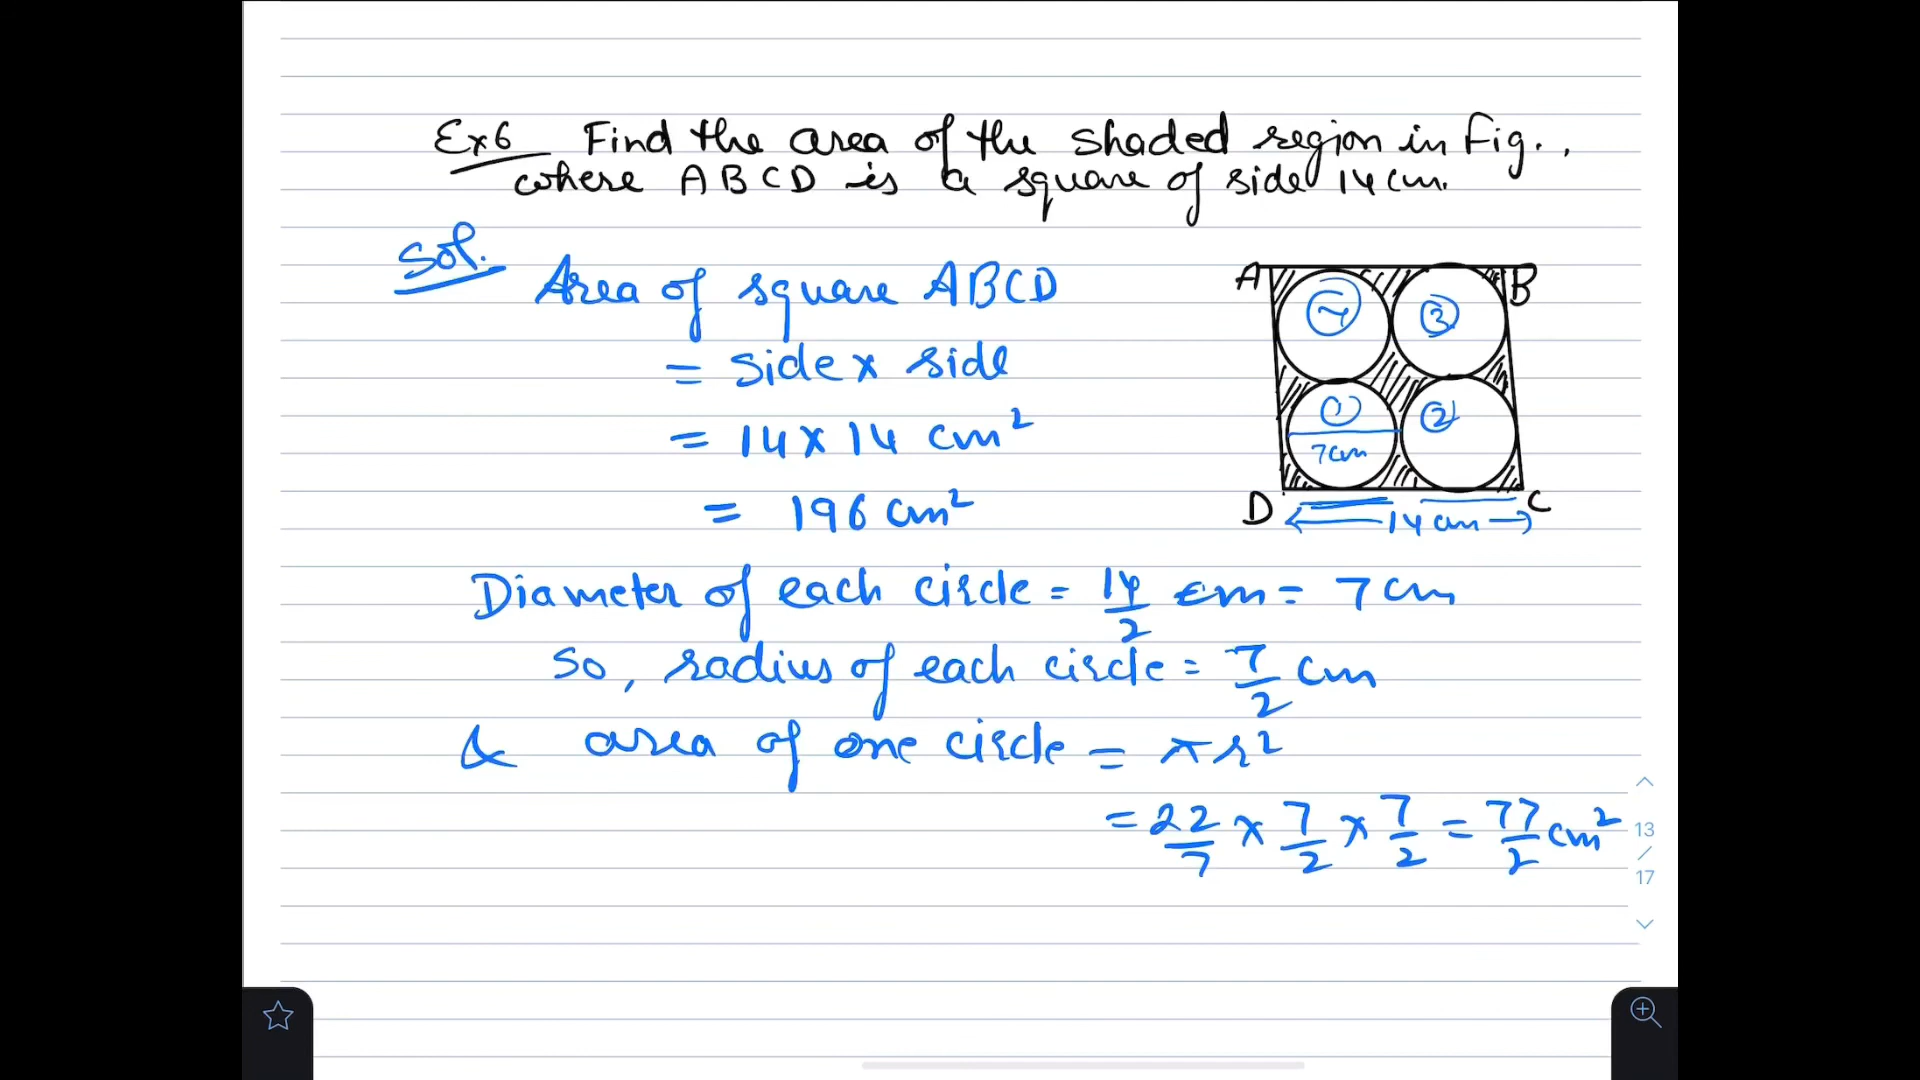 Ex 6 Find the area of the shaded region in Fig.,
where ABCD is a square of side 14 cm.
Sol.
Area of square ABCD
= side x side
= 14 x 14 cm²
= 196 cm²
A
B
3
1
2
7cm
D
C
14 cm
Diameter of each circle = 14/2 cm = 7 cm
So, radius of each circle = 7/2 cm
& area of one circle = πr²
= 22/7 x 7/2 x 7/2 = 77/2 cm²
13
/
17